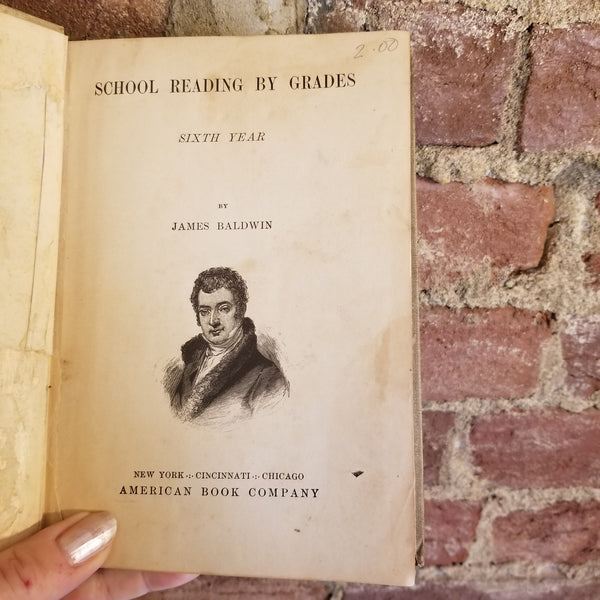 2.00
SCHOOL READING BY GRADES
SIXTH YEAR
BY
JAMES BALDWIN
NEW YORK ·:· CINCINNATI ·:· CHICAGO
AMERICAN BOOK COMPANY